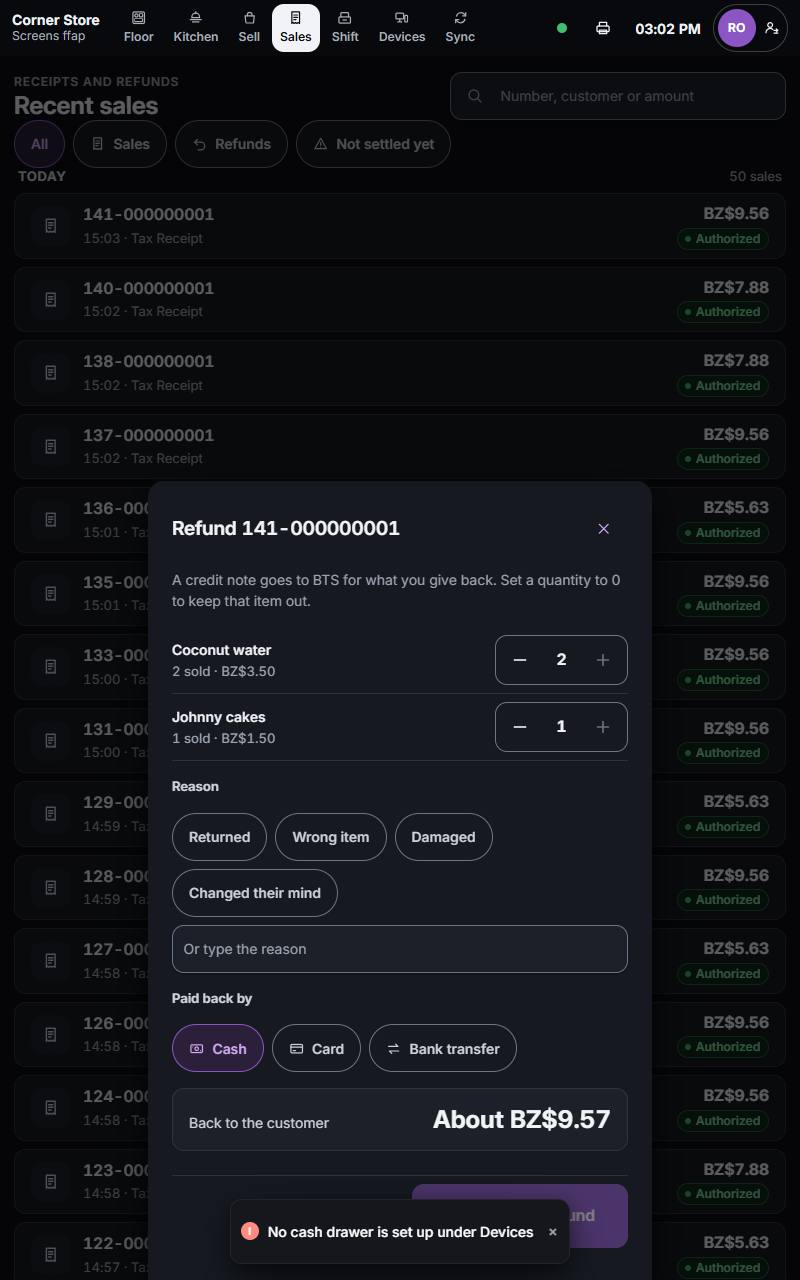 Corner Store
Screens ffap
Floor
Kitchen
Sell
Sales
Shift
Devices
Sync
03:02 PM
RO
RECEIPTS AND REFUNDS
Recent sales
Number, customer or amount
All
Sales
Refunds
Not settled yet
TODAY
50 sales
141-000000001
BZ$9.56
15:03 · Tax Receipt
Authorized
140-000000001
BZ$7.88
15:02 · Tax Receipt
Authorized
138-000000001
BZ$7.88
15:02 · Tax Receipt
Authorized
137-000000001
BZ$9.56
15:02 · Tax Receipt
Authorized
136-000
BZ$5.63
15:01 · Ta
Authorized
135-000
BZ$9.56
15:01 · Ta
Authorized
133-000
BZ$9.56
15:00 · Ta
Authorized
131-000
BZ$9.56
15:00 · Ta
Authorized
129-000
BZ$5.63
14:59 · Ta
Authorized
128-000
BZ$9.56
14:59 · Ta
Authorized
127-000
BZ$5.63
14:58 · Ta
Authorized
126-000
BZ$9.56
14:58 · Ta
Authorized
124-000
BZ$9.56
14:58 · Ta
Authorized
123-000
BZ$7.88
14:58 · Ta
Authorized
122-000
BZ$5.63
14:57 · Ta
Authorized
Refund 141-000000001
A credit note goes to BTS for what you give back. Set a quantity to 0
to keep that item out.
Coconut water
2 sold · BZ$3.50
2
Johnny cakes
1 sold · BZ$1.50
1
Reason
Returned
Wrong item
Damaged
Changed their mind
Or type the reason
Paid back by
Cash
Card
Bank transfer
Back to the customer
About BZ$9.57
No cash drawer is set up under Devices